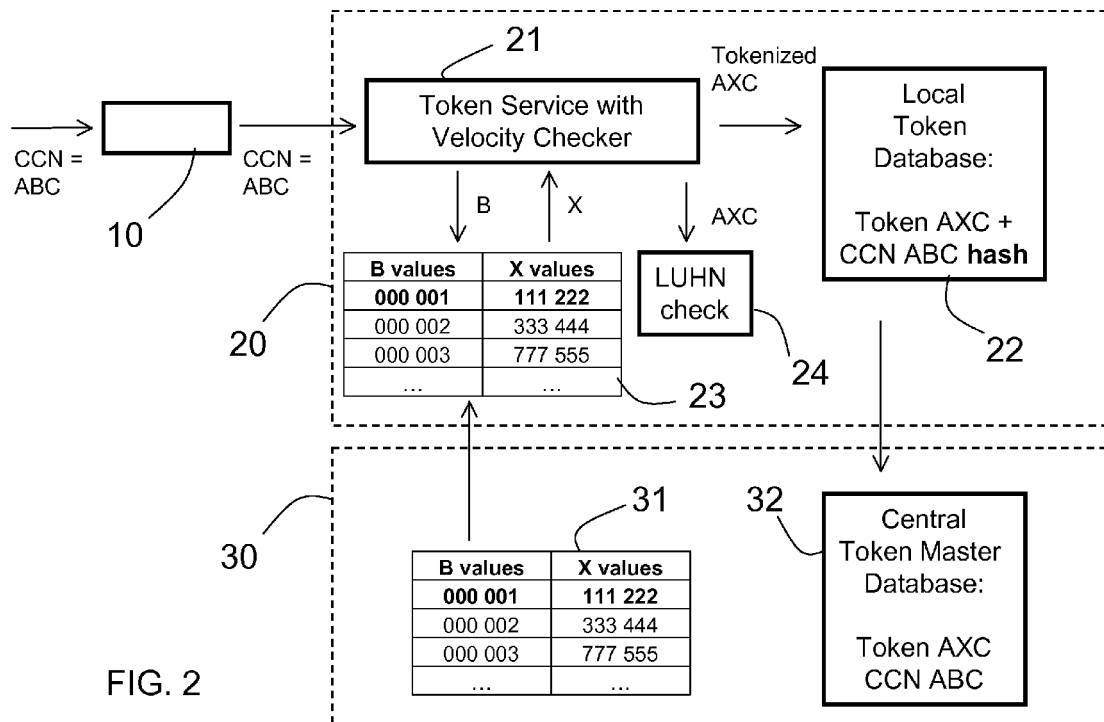 21
Token Service with
Velocity Checker
Tokenized
AXC
Local
Token
Database:
Token AXC +
CCN ABC hash
22
CCN =
ABC
10
CCN =
ABC
B
X
AXC
20
B values X values
000 001 111 222
000 002 333 444
000 003 777 555
... ...
23
LUHN
check
24
30
31
B values X values
000 001 111 222
000 002 333 444
000 003 777 555
... ...
32
Central
Token Master
Database:
Token AXC
CCN ABC
FIG. 2